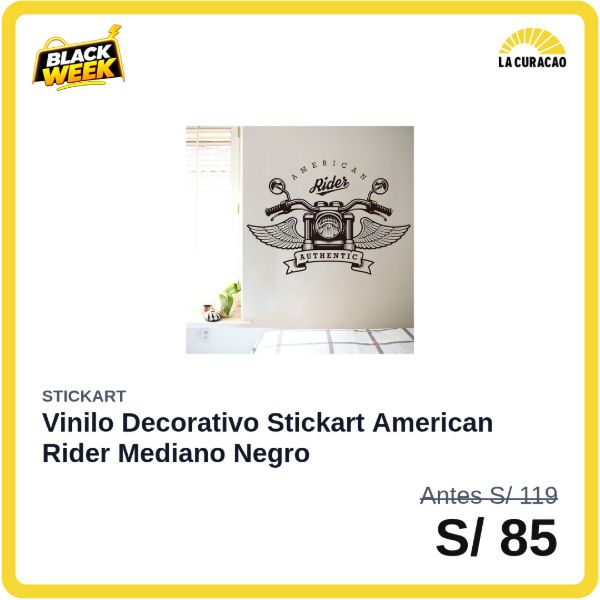 BLACK
WEEK
LA CURACAO
AMERICAN
Rider
AUTHENTIC
STICKART
Vinilo Decorativo Stickart American
Rider Mediano Negro
Antes S/ 119
S/ 85